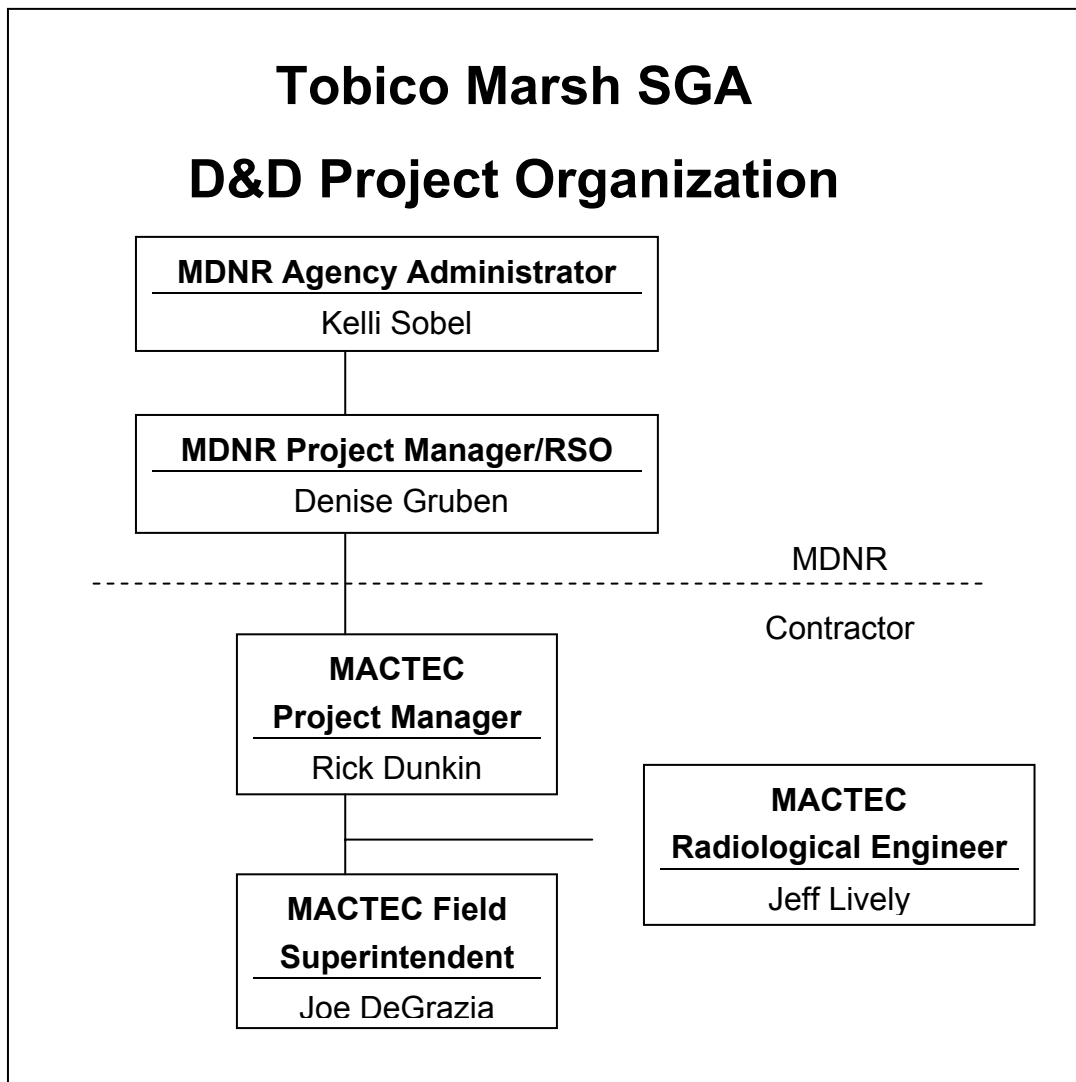 Tobico Marsh SGA
D&D Project Organization
MDNR Agency Administrator
Kelli Sobel
MDNR Project Manager/RSO
Denise Gruben
MDNR
Contractor
MACTEC
Project Manager
Rick Dunkin
MACTEC
Radiological Engineer
Jeff Lively
MACTEC Field
Superintendent
Joe DeGrazia